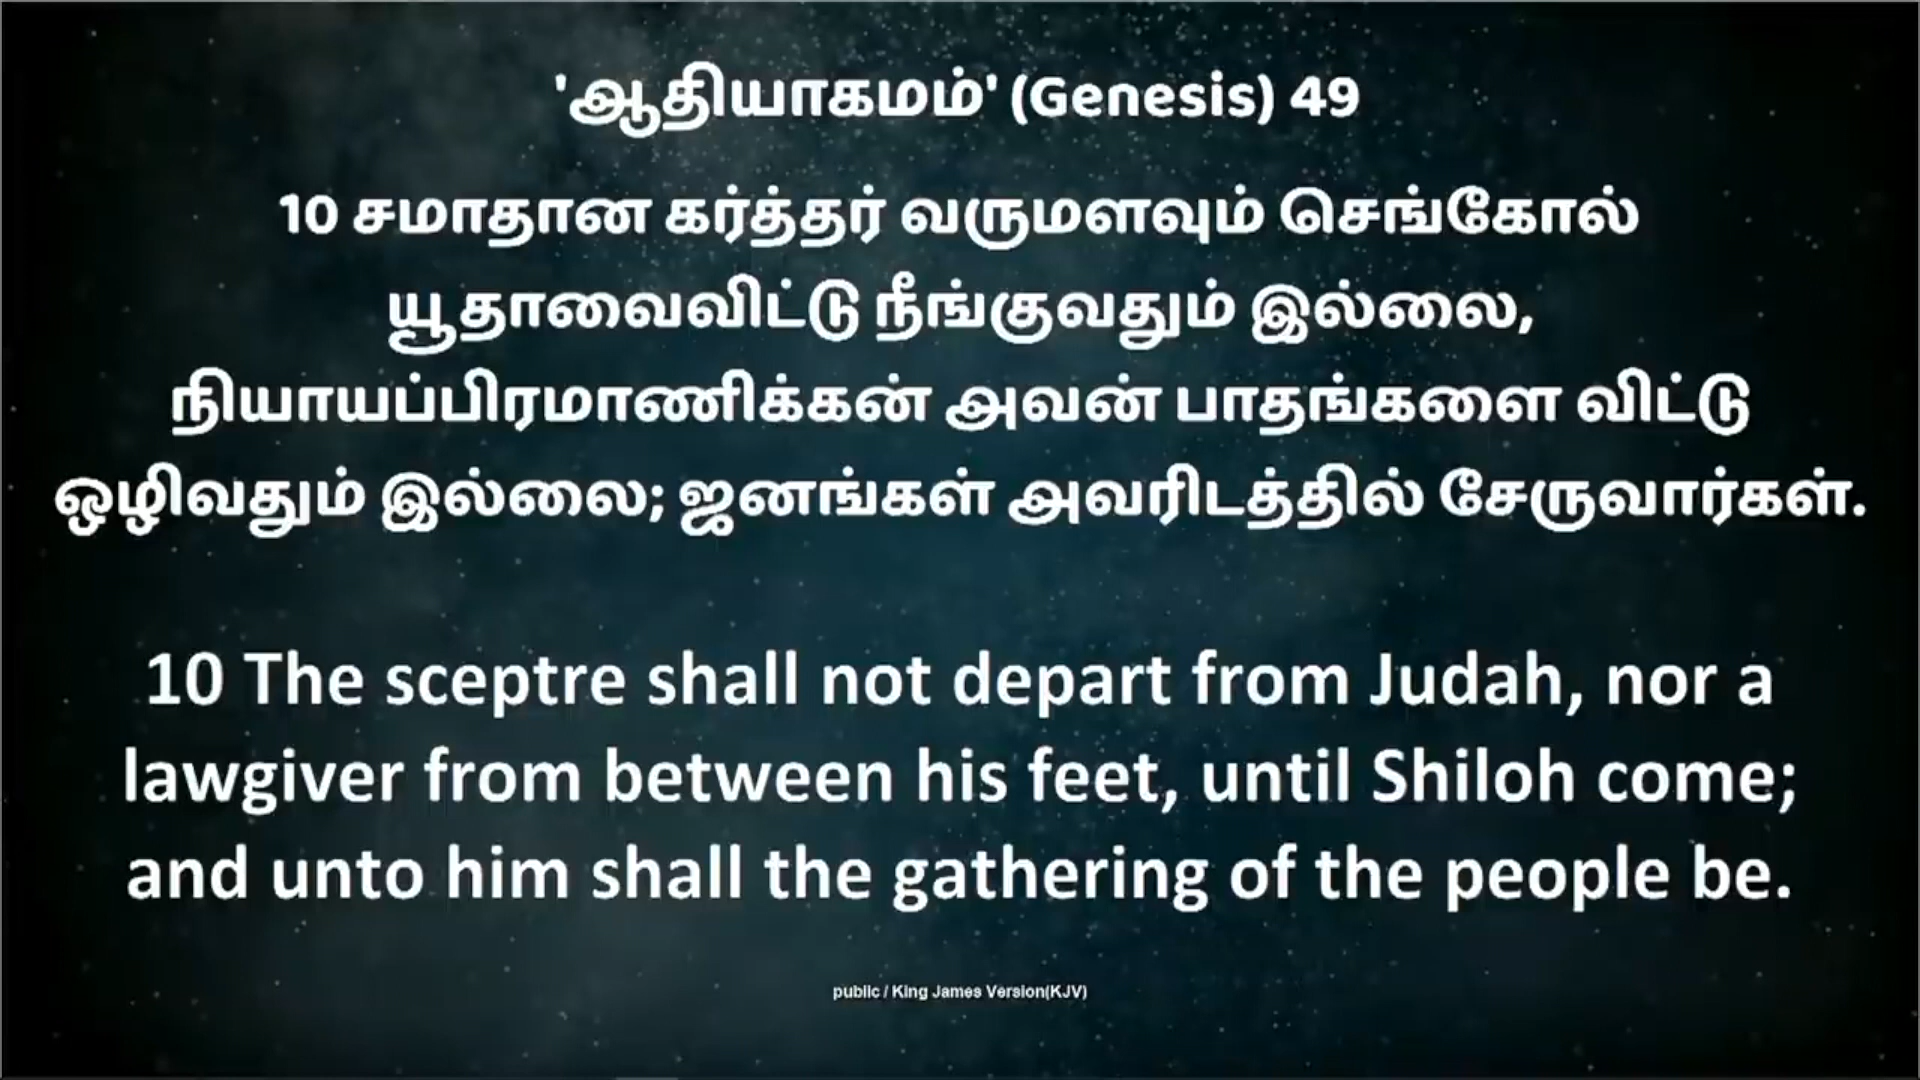 'ஆதியாகமம்' (Genesis) 49
10 சமாதான கர்த்தர் வருமளவும் செங்கோல்
யூதாவைவிட்டு நீங்குவதும் இல்லை,
நியாயப்பிரமாணிக்கன் அவன் பாதங்களை விட்டு
ஒழிவதும் இல்லை; ஜனங்கள் அவரிடத்தில் சேருவார்கள்.
10 The sceptre shall not depart from Judah, nor a
lawgiver from between his feet, until Shiloh come;
and unto him shall the gathering of the people be.
public / King James Version(KJV)